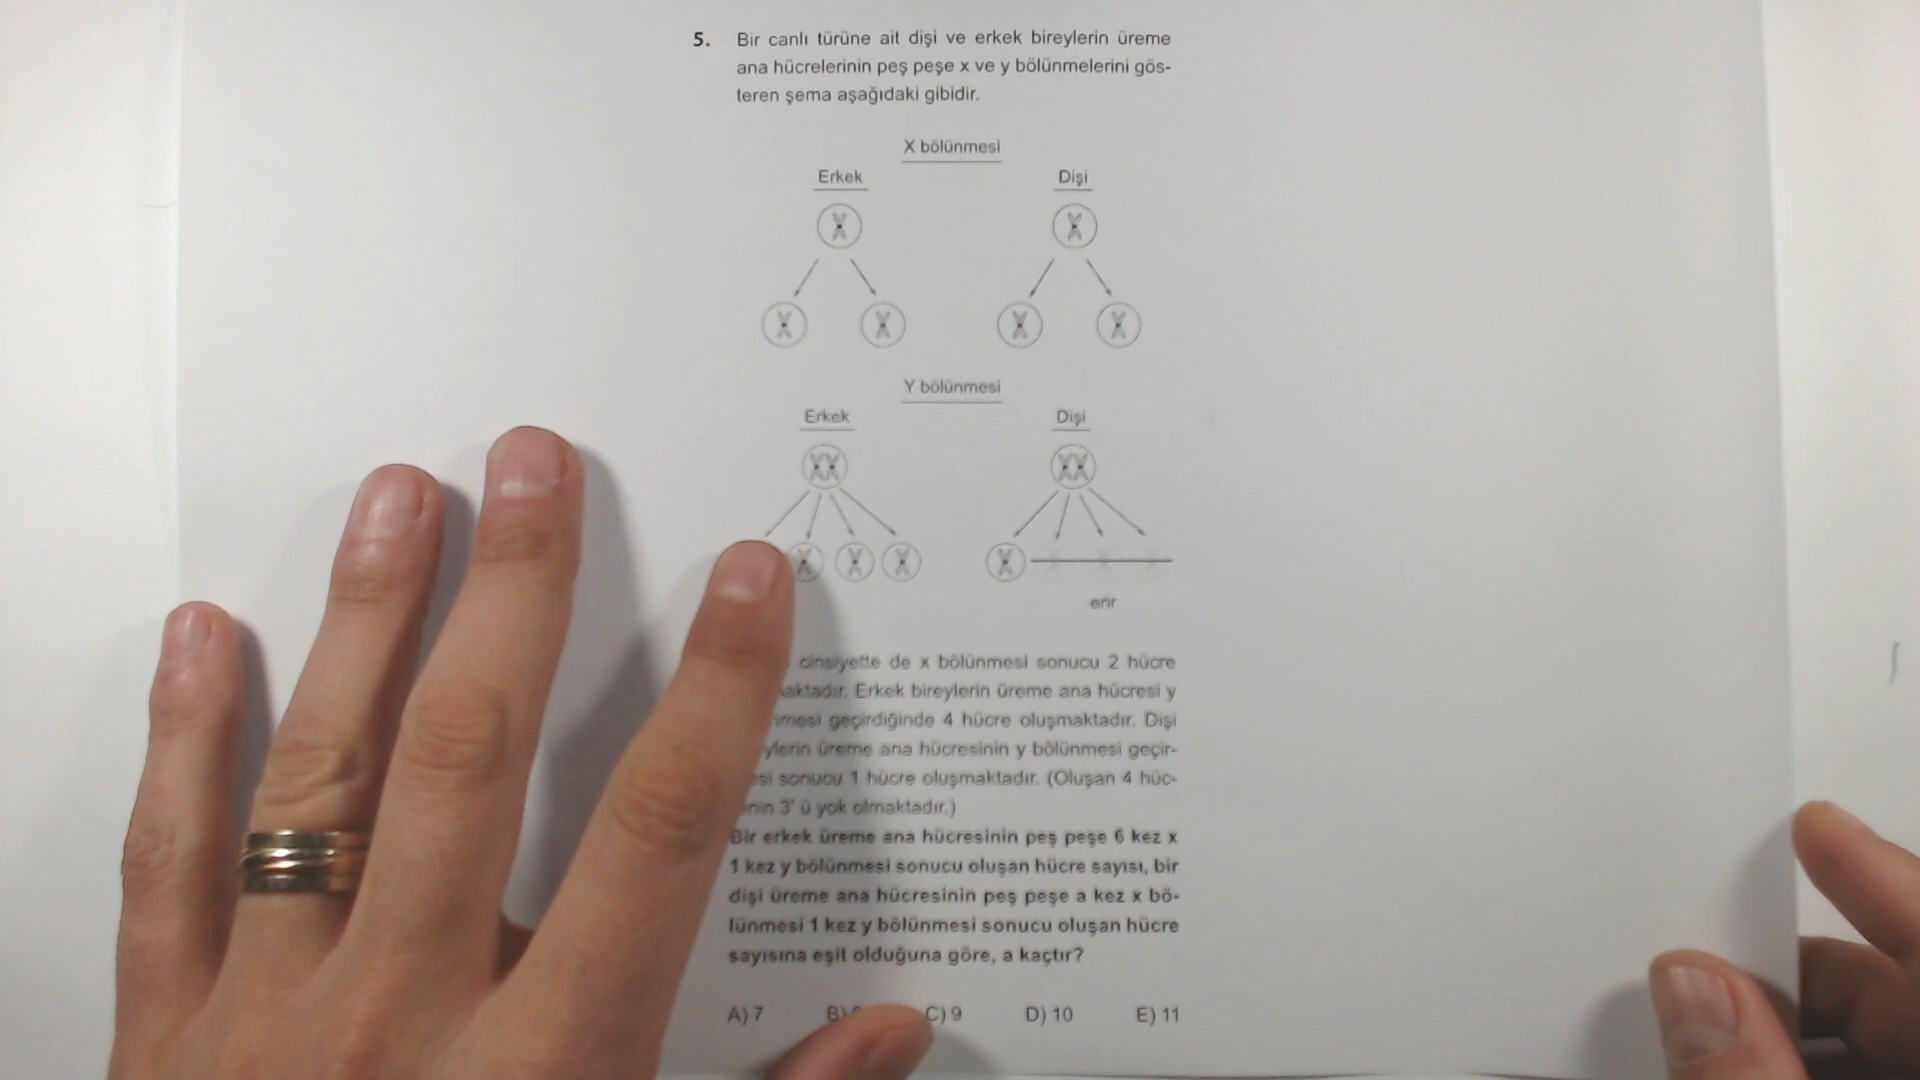 5. Bir canlı türüne ait dişi ve erkek bireylerin üreme
ana hücrelerinin peş peşe x ve y bölünmelerini gös-
teren şema aşağıdaki gibidir.
X bölünmesi
Erkek Dişi
Y bölünmesi
Erkek Dişi
erir
cinsiyette de x bölünmesi sonucu 2 hücre
Erkek bireylerin üreme ana hücresi y
geçirdiğinde 4 hücre oluşmaktadır. Dişi
üreme ana hücresinin y bölünmesi geçir-
sonucu 1 hücre oluşmaktadır. (Oluşan 4 hüc-
3' ü yok olmaktadır.)
Bir erkek üreme ana hücresinin peş peşe 6 kez x
1 kez y bölünmesi sonucu oluşan hücre sayısı, bir
dişi üreme ana hücresinin peş peşe a kez x bö-
lünmesi 1 kez y bölünmesi sonucu oluşan hücre
sayısına eşit olduğuna göre, a kaçtır?
A) 7 B) C) 9 D) 10 E) 11